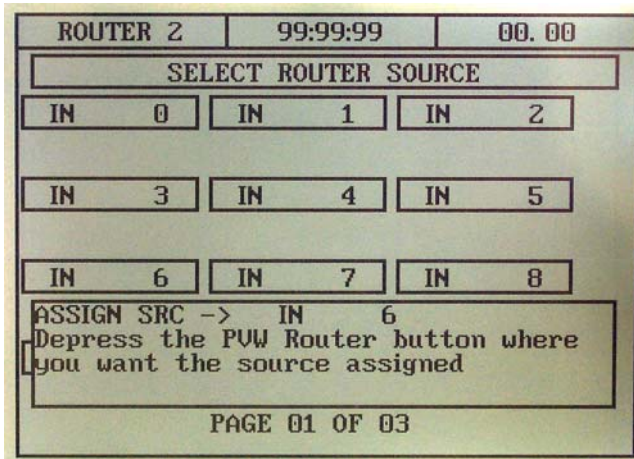 ROUTER 2 99:99:99 00.00
SELECT ROUTER SOURCE
IN 0 IN 1 IN 2
IN 3 IN 4 IN 5
IN 6 IN 7 IN 8
ASSIGN SRC -> IN 6
Depress the PVW Router button where
you want the source assigned
PAGE 01 OF 03